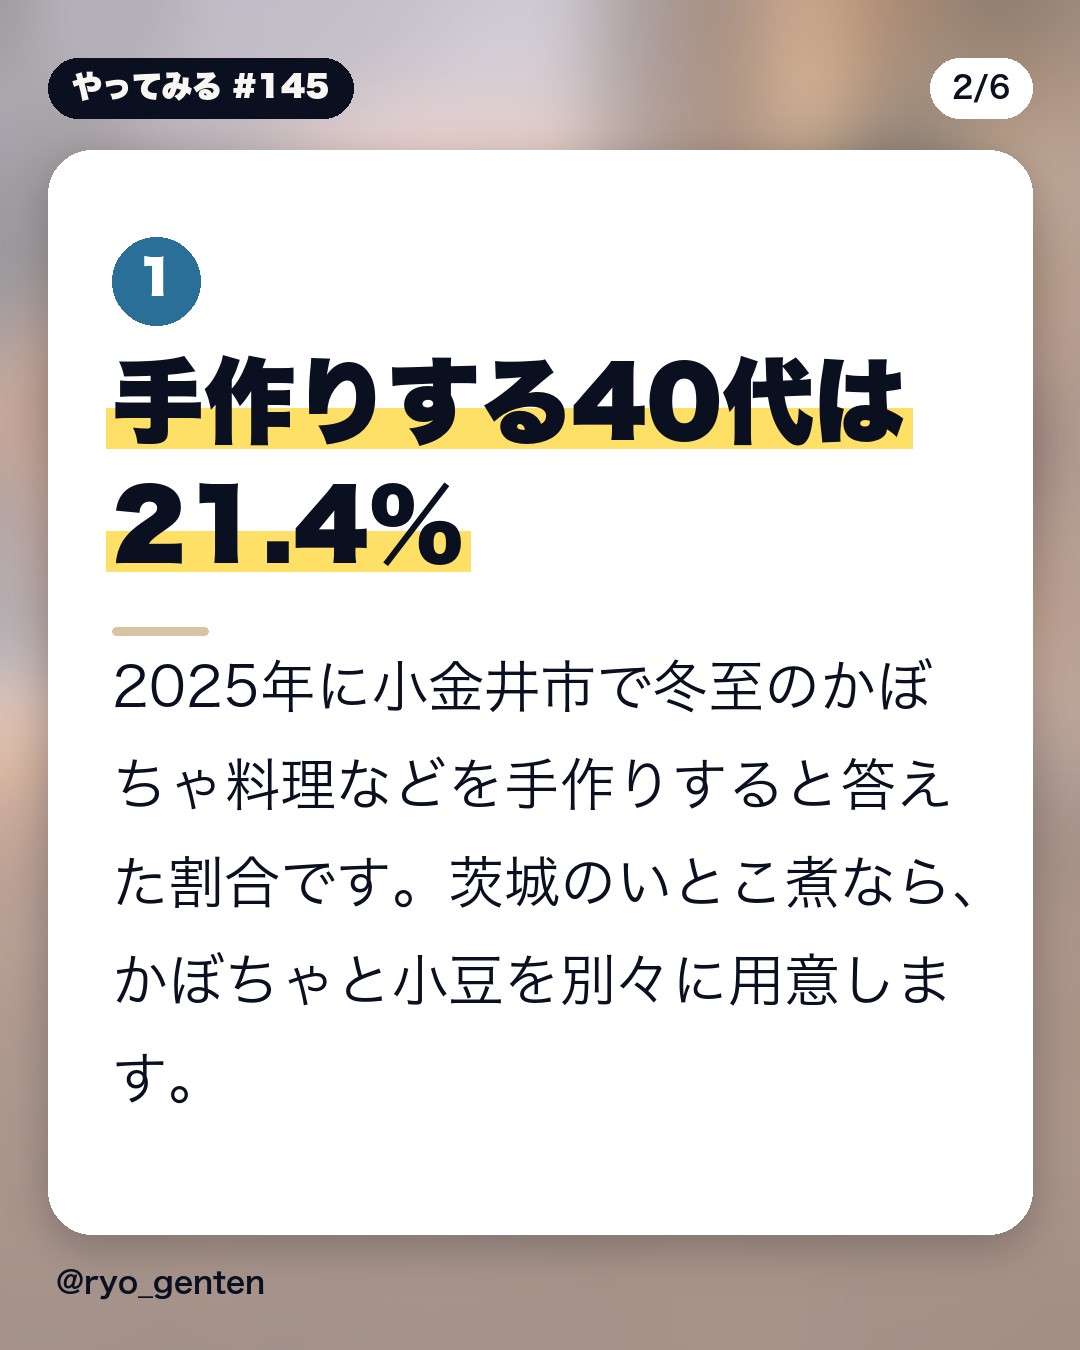 やってみる #145
2/6
1
手作りする40代は
21.4%
2025年に小金井市で冬至のかぼ
ちゃ料理などを手作りすると答え
た割合です。茨城のいとこ煮なら、
かぼちゃと小豆を別々に用意しま
す。
@ryo_genten